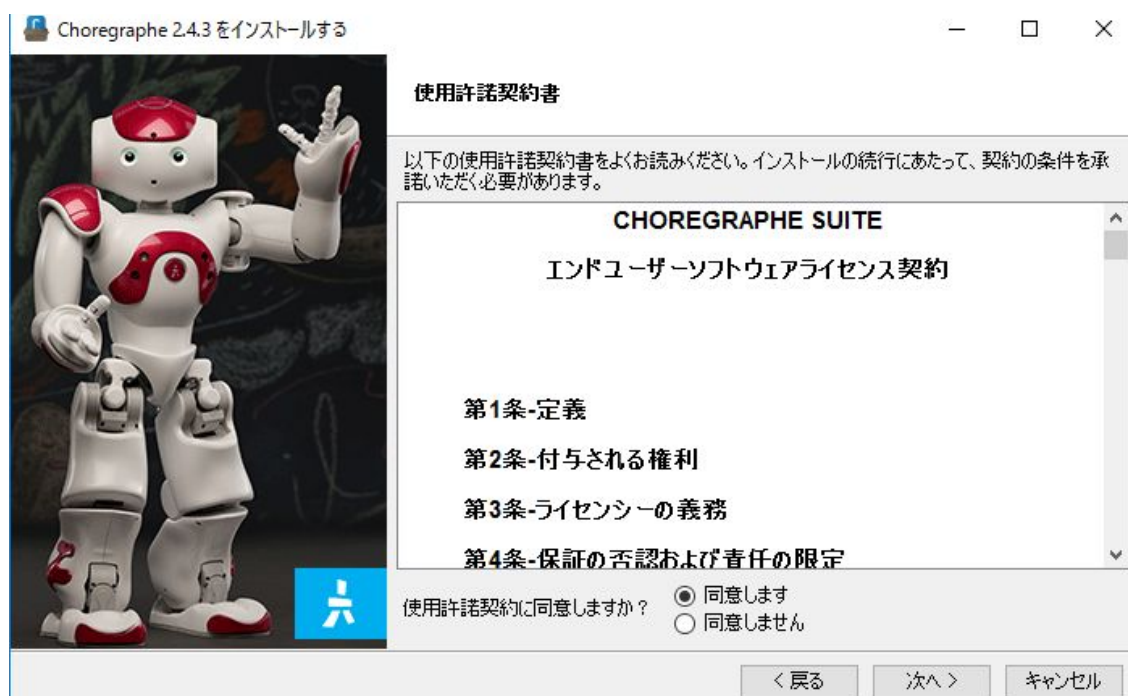 Choregraphe 2.4.3 をインストールする
使用許諾契約書
以下の使用許諾契約書をよくお読みください。インストールの続行にあたって、契約の条件を承
諾いただく必要があります。
CHOREGRAPHE SUITE
エンドユーザーソフトウェアライセンス契約
第1条-定義
第2条-付与される権利
第3条-ライセンシーの義務
第4条-保証の否認および責任の限定
使用許諾契約に同意しますか？
同意します
同意しません
< 戻る
次へ >
キャンセル